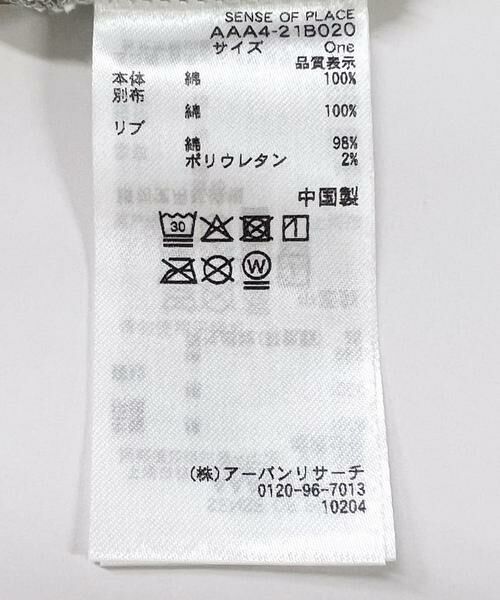 SENSE OF PLACE
AAA4-21B020
サイズ One
品質表示
本体 綿 100%
別布
綿 100%
リブ
綿 98%
ポリウレタン 2%
中国製
30
W
(株)アーバンリサーチ
0120-96-7013
10204